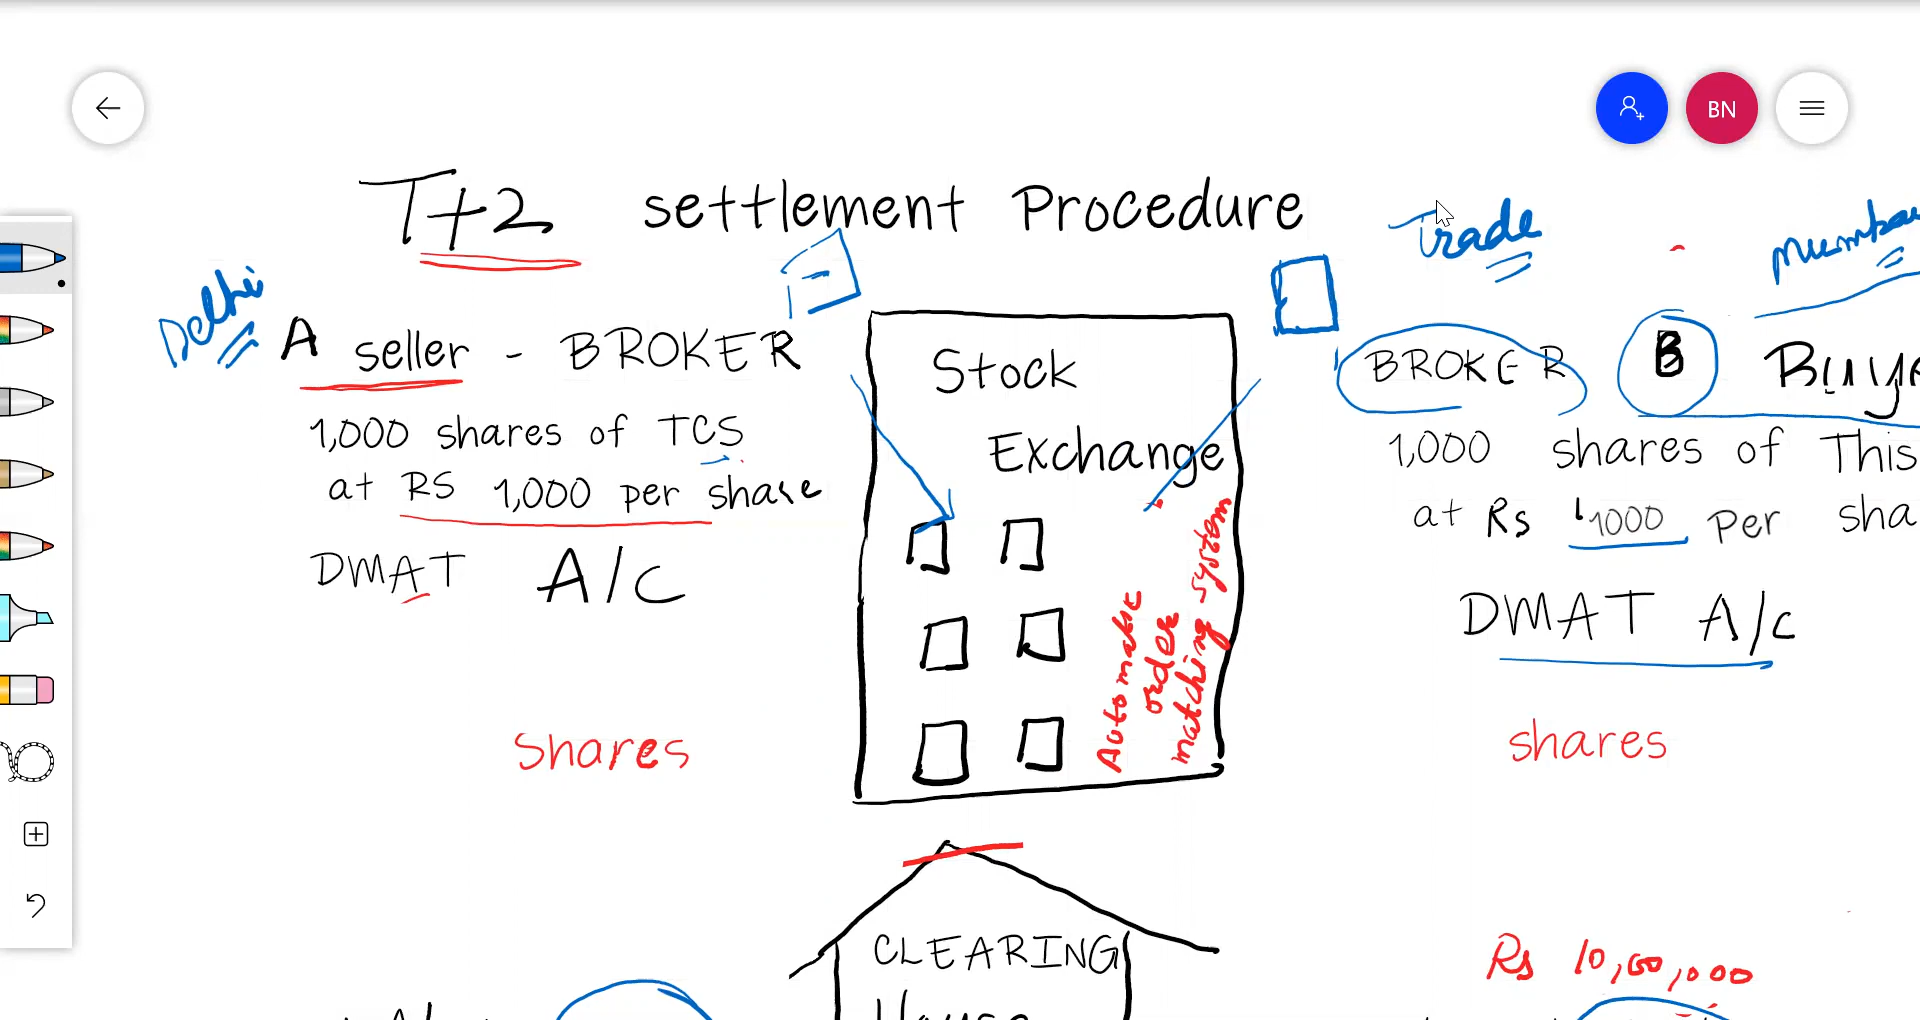 BN
T+2 settlement Procedure
Trade
Delhi
A seller - BROKER
1,000 shares of TCS
at RS 1,000 per share
DMAT A/C
Shares
Stock
Exchange
Automatic
order
matching system
BROKER B
1,000 shares of This
at Rs 1000 per
DMAT A/c
shares
CLEARING
House
Rs 10,00,000